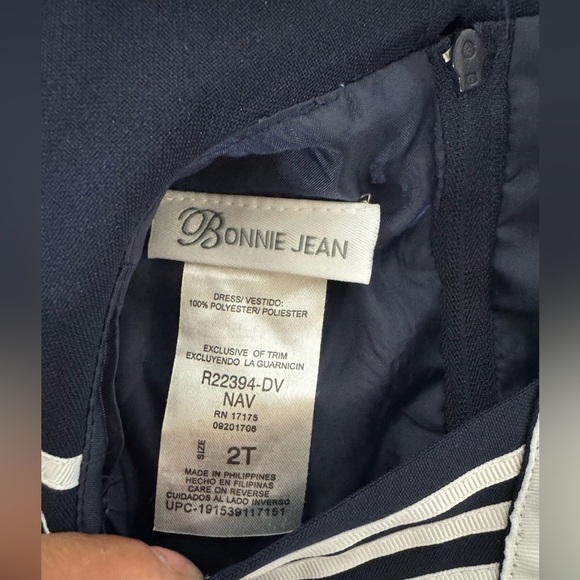 BONNIE JEAN
DRESS/ VESTIDO:
100% POLYESTER/ POLIESTER
EXCLUSIVE OF TRIM
EXCLUYENDO LA GUARNICIN
R22394-DV
NAV
RN 17175
09201706
SIZE 2T
MADE IN PHILIPPINES
HECHO EN FILIPINAS
CARE ON REVERSE
CUIDADOS AL LADO INVERSO
UPC-191539117151